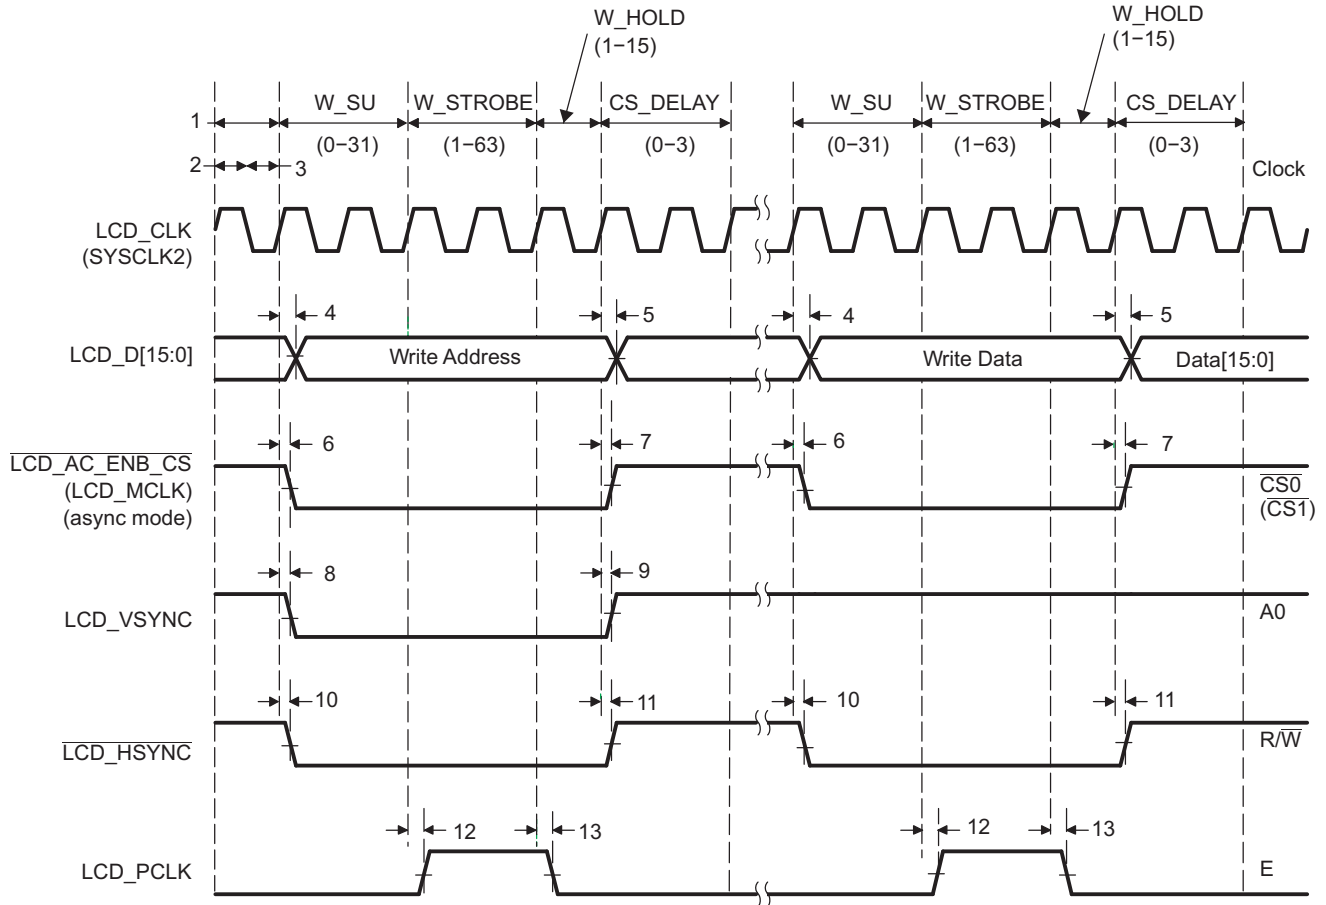 W_HOLD
(1−15)
W_HOLD
(1−15)
W_SU W_STROBE CS_DELAY W_SU W_STROBE CS_DELAY
1
(0−31) (1−63) (0−3) (0−31) (1−63) (0−3)
2 3 Clock
LCD_CLK
(SYSCLK2)
4 5 4 5
LCD_D[15:0] Write Address Write Data Data[15:0]
6 7 6 7
LCD_AC_ENB_CS
(LCD_MCLK)
(async mode)
CS0
(CS1)
8 9
LCD_VSYNC A0
10 11 10 11
LCD_HSYNC R/W
12 13 12 13
LCD_PCLK E